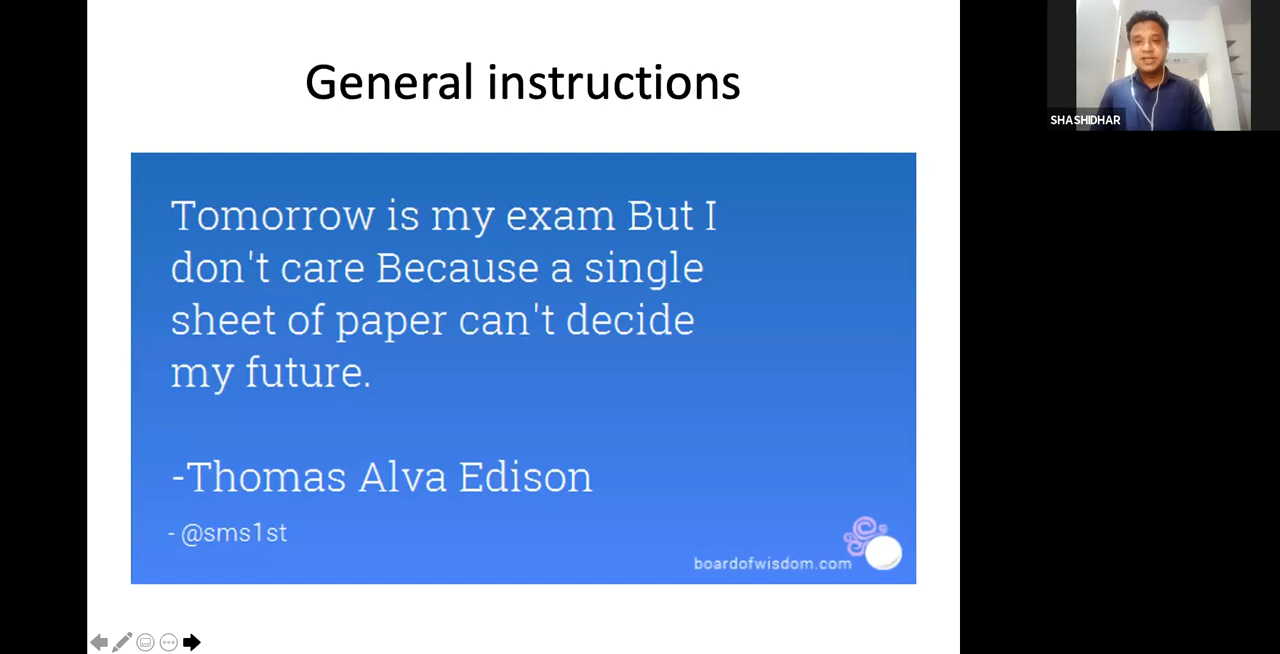 General instructions
SHASHIDHAR
Tomorrow is my exam But I
don't care Because a single
sheet of paper can't decide
my future.
-Thomas Alva Edison
- @sms1st
boardofwisdom.com